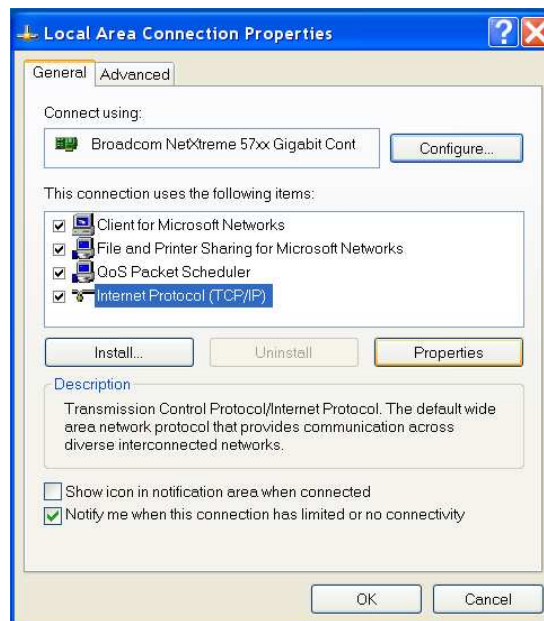 Local Area Connection Properties
General Advanced
Connect using:
Broadcom NetXtreme 57xx Gigabit Cont
Configure...
This connection uses the following items:
Client for Microsoft Networks
File and Printer Sharing for Microsoft Networks
QoS Packet Scheduler
Internet Protocol (TCP/IP)
Install... Uninstall Properties
Description
Transmission Control Protocol/Internet Protocol. The default wide
area network protocol that provides communication across
diverse interconnected networks.
Show icon in notification area when connected
Notify me when this connection has limited or no connectivity
OK Cancel